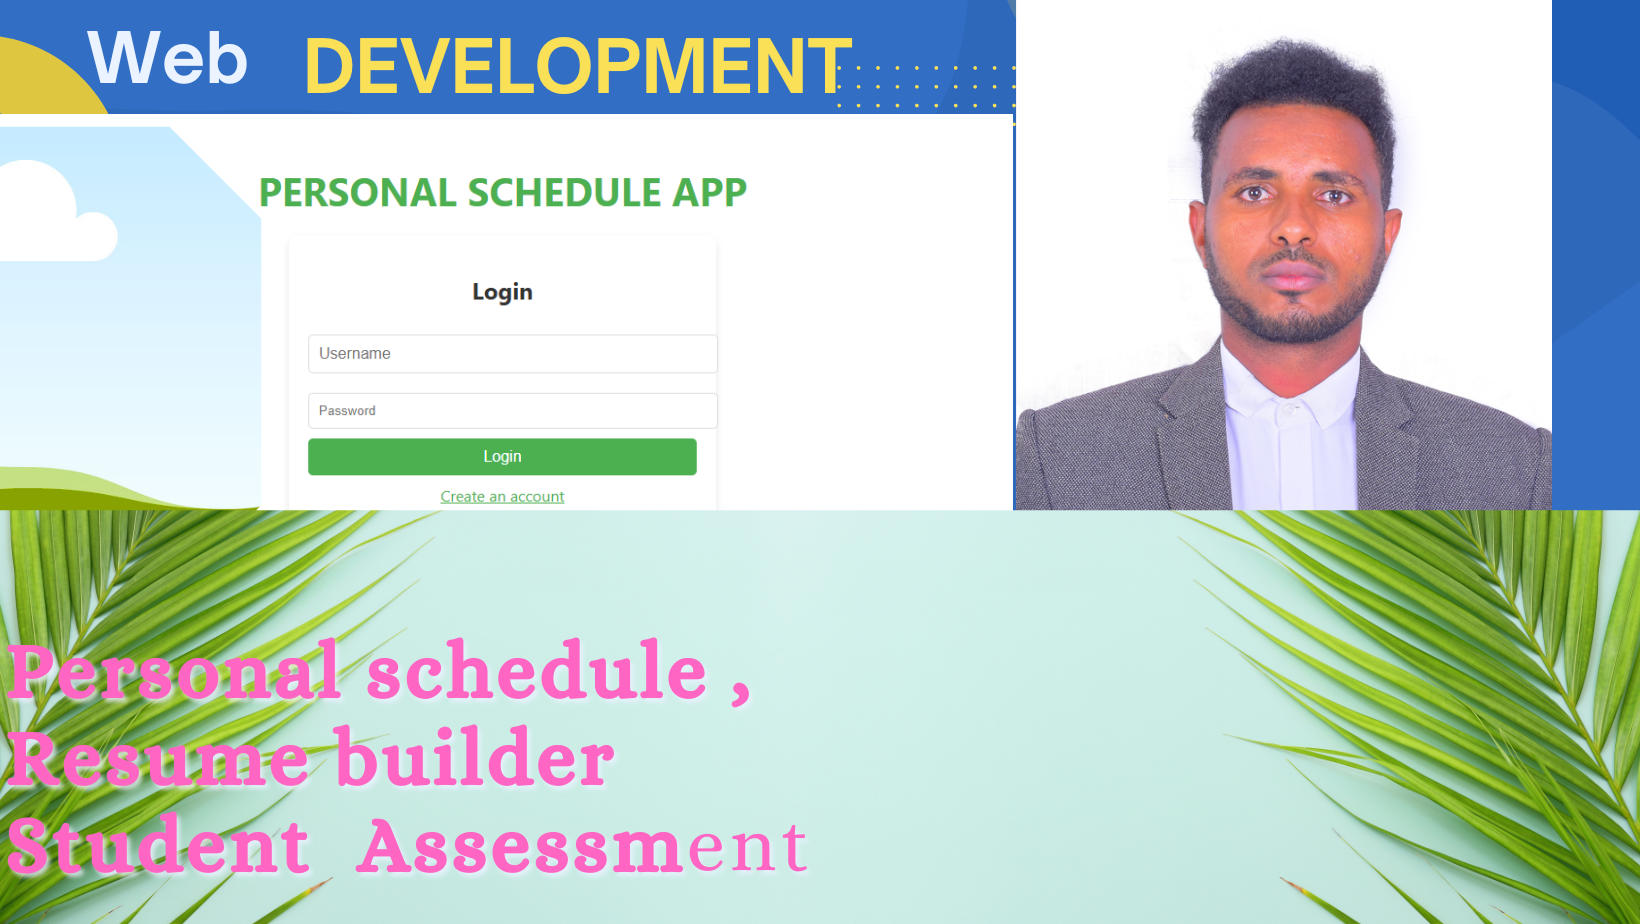 Web DEVELOPMENT
PERSONAL SCHEDULE APP
Login
Username
Password
Login
Create an account
Personal schedule ,
Resume builder
Student Assessment